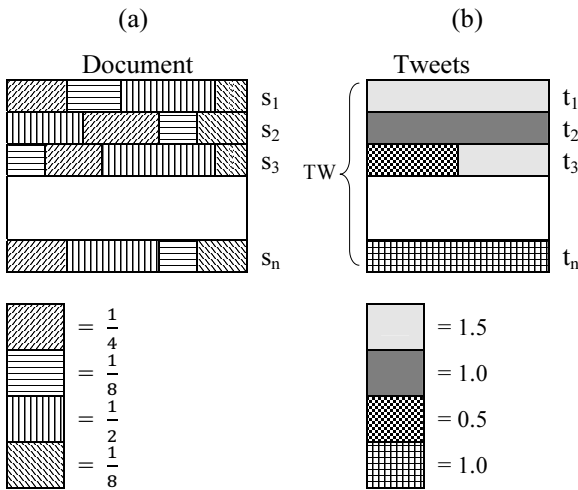 (a)
(b)
Document
Tweets
s1
s2
s3
sn
TW
t1
t2
t3
tn
= 1/4
= 1/8
= 1/2
= 1/8
= 1.5
= 1.0
= 0.5
= 1.0